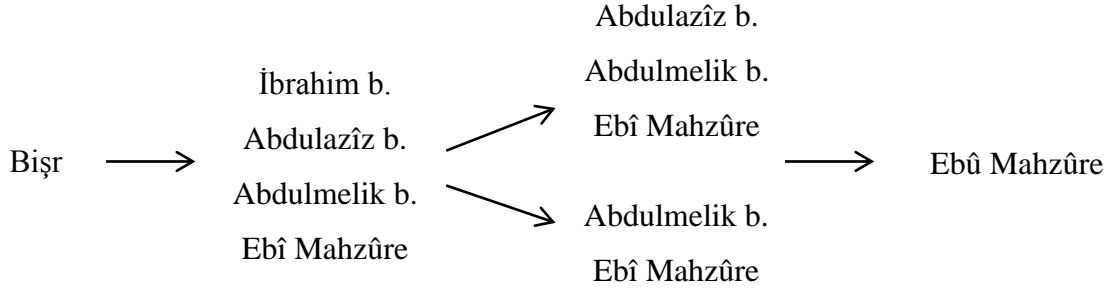 Bişr
İbrahim b.
Abdulazîz b.
Abdulmelik b.
Ebî Mahzûre
Abdulazîz b.
Abdulmelik b.
Ebî Mahzûre
Abdulmelik b.
Ebî Mahzûre
Ebû Mahzûre